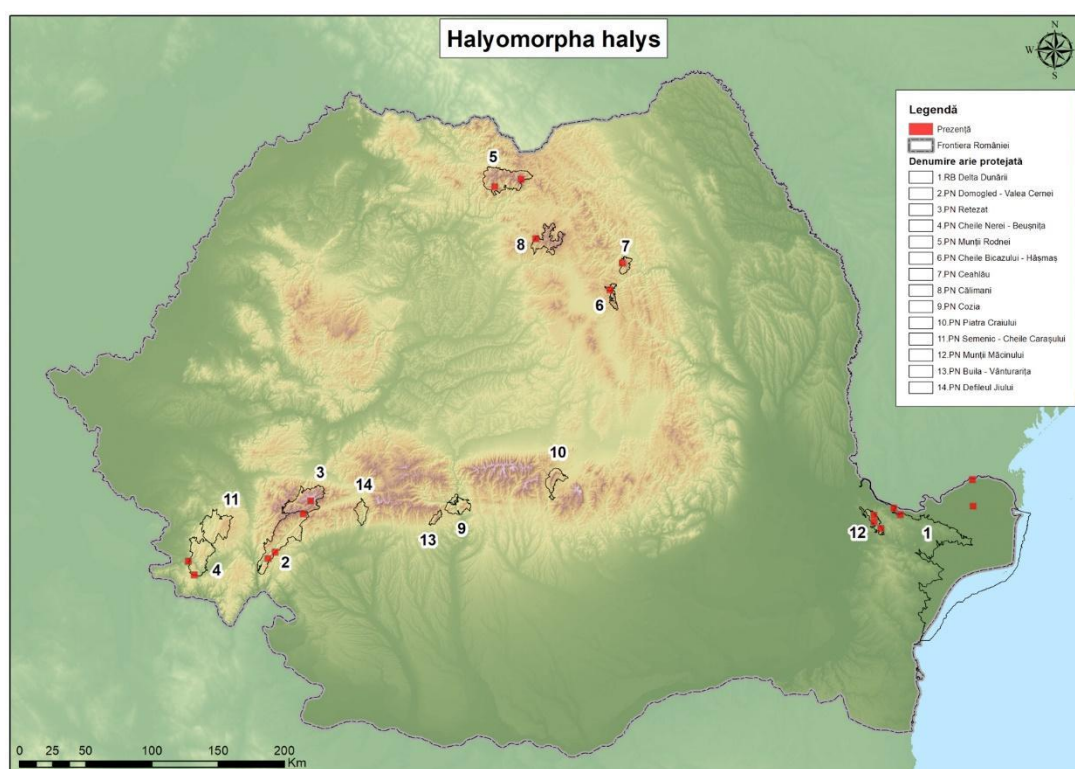 Halyomorpha halys
N
W E
S
Legendă
Prezență
Frontiera României
Denumire arie protejată
1.RB Delta Dunării
2.PN Domogled - Valea Cernei
3.PN Retezat
4.PN Cheile Nerei - Beușnița
5.PN Munții Rodnei
6.PN Cheile Bicazului - Hășmaș
7.PN Ceahlău
8.PN Călimani
9.PN Cozia
10.PN Piatra Craiului
11.PN Semenic - Cheile Carașului
12.PN Munții Măcinului
13.PN Buila - Vânturarița
14.PN Defileul Jiului
5
8
7
6
10
3
14
11
9
13
12
1
4
2
0 25 50 100 150 200
Km